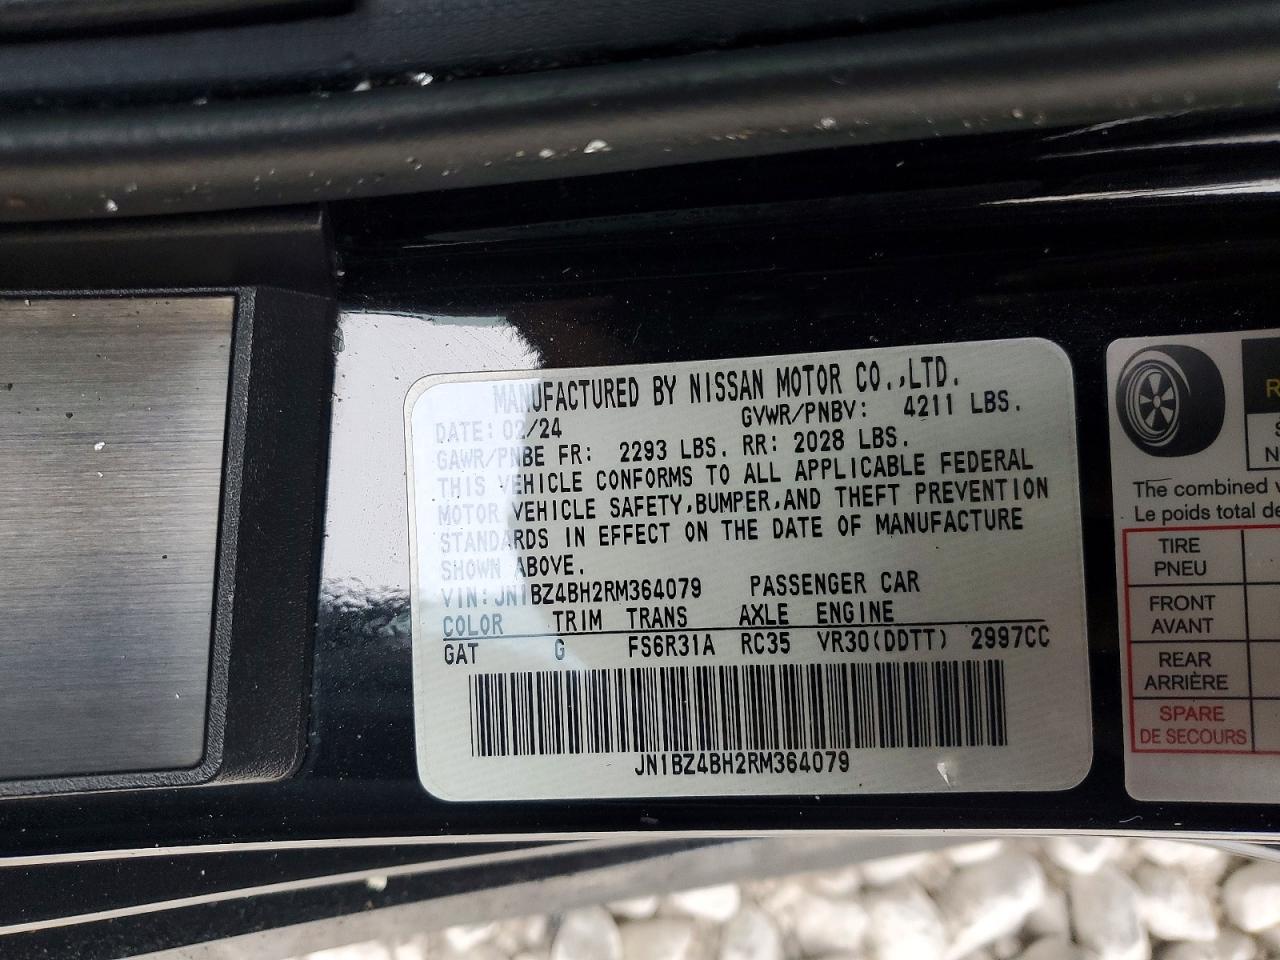 MANUFACTURED BY NISSAN MOTOR CO.,LTD.
DATE: 02/24 GVWR/PNBV: 4211 LBS.
GAWR/PNBE FR: 2293 LBS. RR: 2028 LBS.
THIS VEHICLE CONFORMS TO ALL APPLICABLE FEDERAL
MOTOR VEHICLE SAFETY,BUMPER,AND THEFT PREVENTION
STANDARDS IN EFFECT ON THE DATE OF MANUFACTURE
SHOWN ABOVE.
VIN:JN1BZ4BH2RM364079 PASSENGER CAR
COLOR TRIM TRANS AXLE ENGINE
GAT G FS6R31A RC35 VR30(DDTT) 2997CC
JN1BZ4BH2RM364079
The combined
Le poids total
TIRE
PNEU
FRONT
AVANT
REAR
ARRIÈRE
SPARE
DE SECOURS